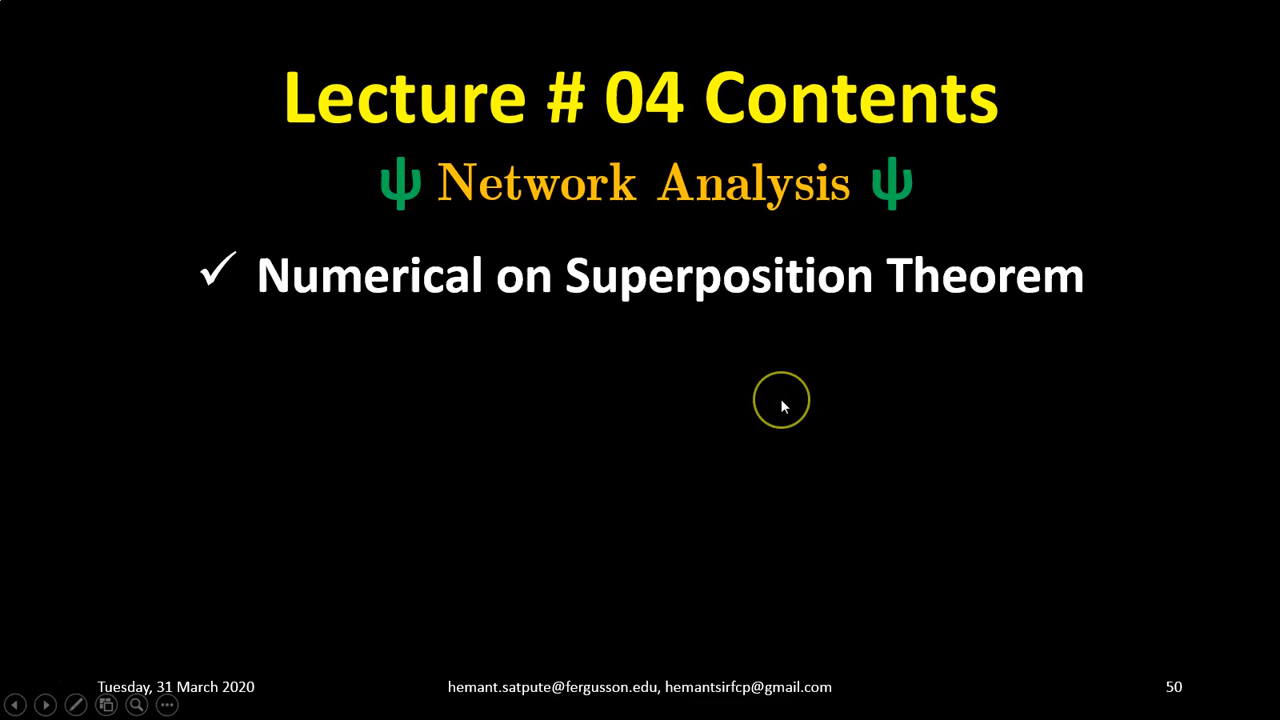 Lecture # 04 Contents
ψ Network Analysis ψ
✓ Numerical on Superposition Theorem
Tuesday, 31 March 2020
hemant.satpute@fergusson.edu, hemantsirfcp@gmail.com
50